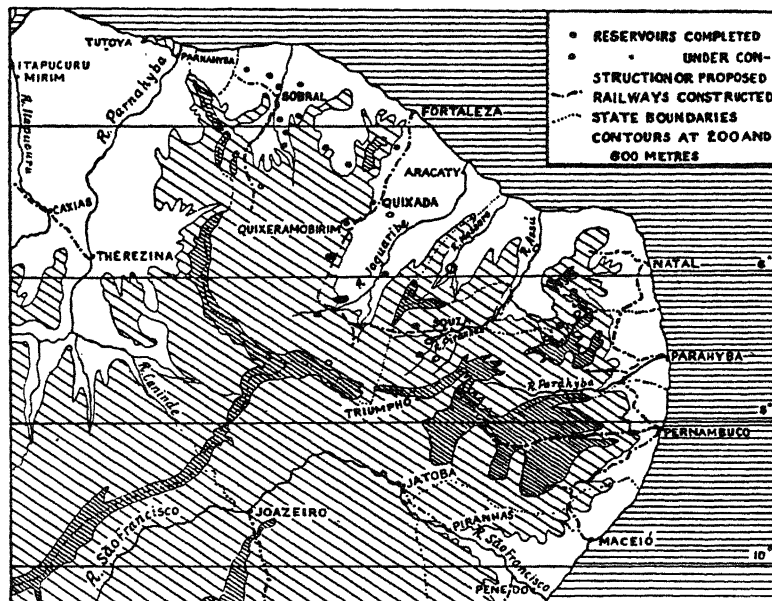 RESERVOIRS COMPLETED
" UNDER CON-
STRUCTION OR PROPOSED
RAILWAYS CONSTRUCTED
STATE BOUNDARIES
CONTOURS AT 200 AND
600 METRES
TUTOYA
PARNAHYBA
ITAPUCURU
MIRIM
R. Itapucuru
R. Parnahyba
SOBRAL
FORTALEZA
ARACATY
CAXIAS
QUIXADA
QUIXERAMOBIRIM
R. Iaquaribe
R. Assú
THEREZINA
NATAL
6°
SOUZA
R. Piranhas
PARAHYBA
R. Parahyba
R. Caninde
TRIUMPHO
8°
PERNAMBUCO
JATOBA
JOAZEIRO
R. São Francisco
PIRANHAS
R. São Francisco
MACEIÓ
10°
PENEDO